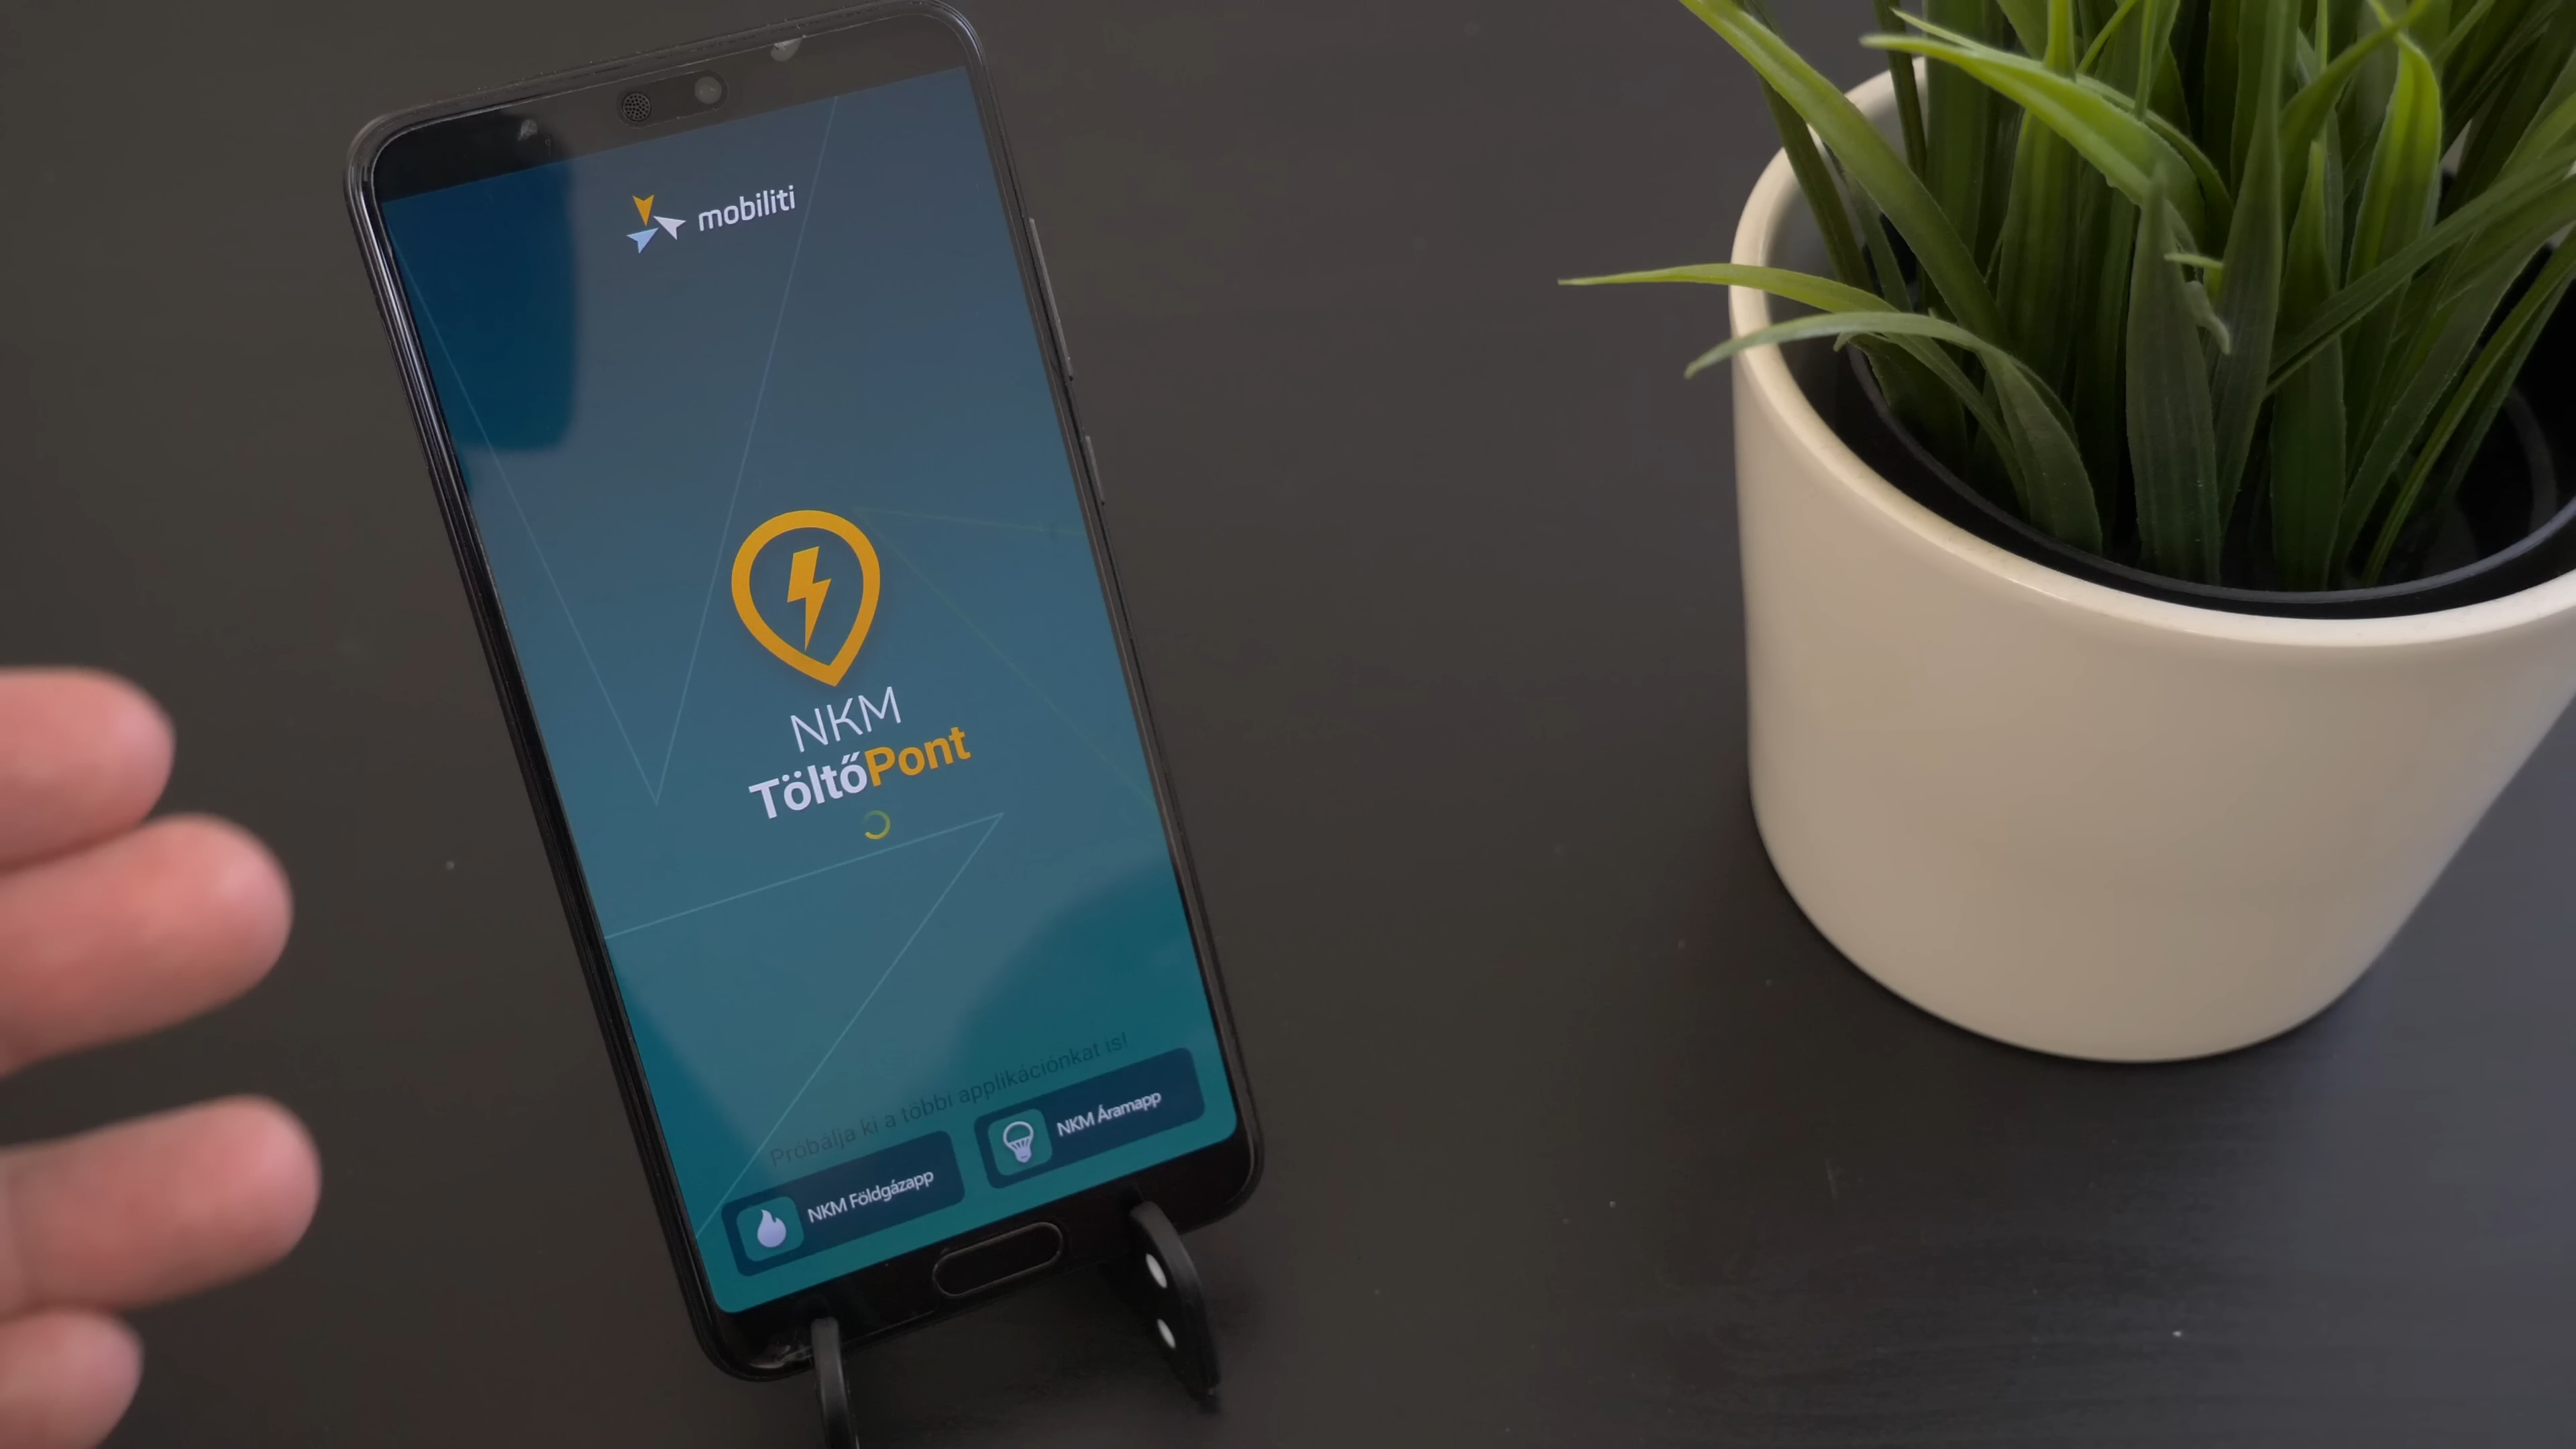 mobiliti
NKM
TöltőPont
Próbálja ki a többi applikációnkat is!
NKM Földgázapp
NKM Áramapp